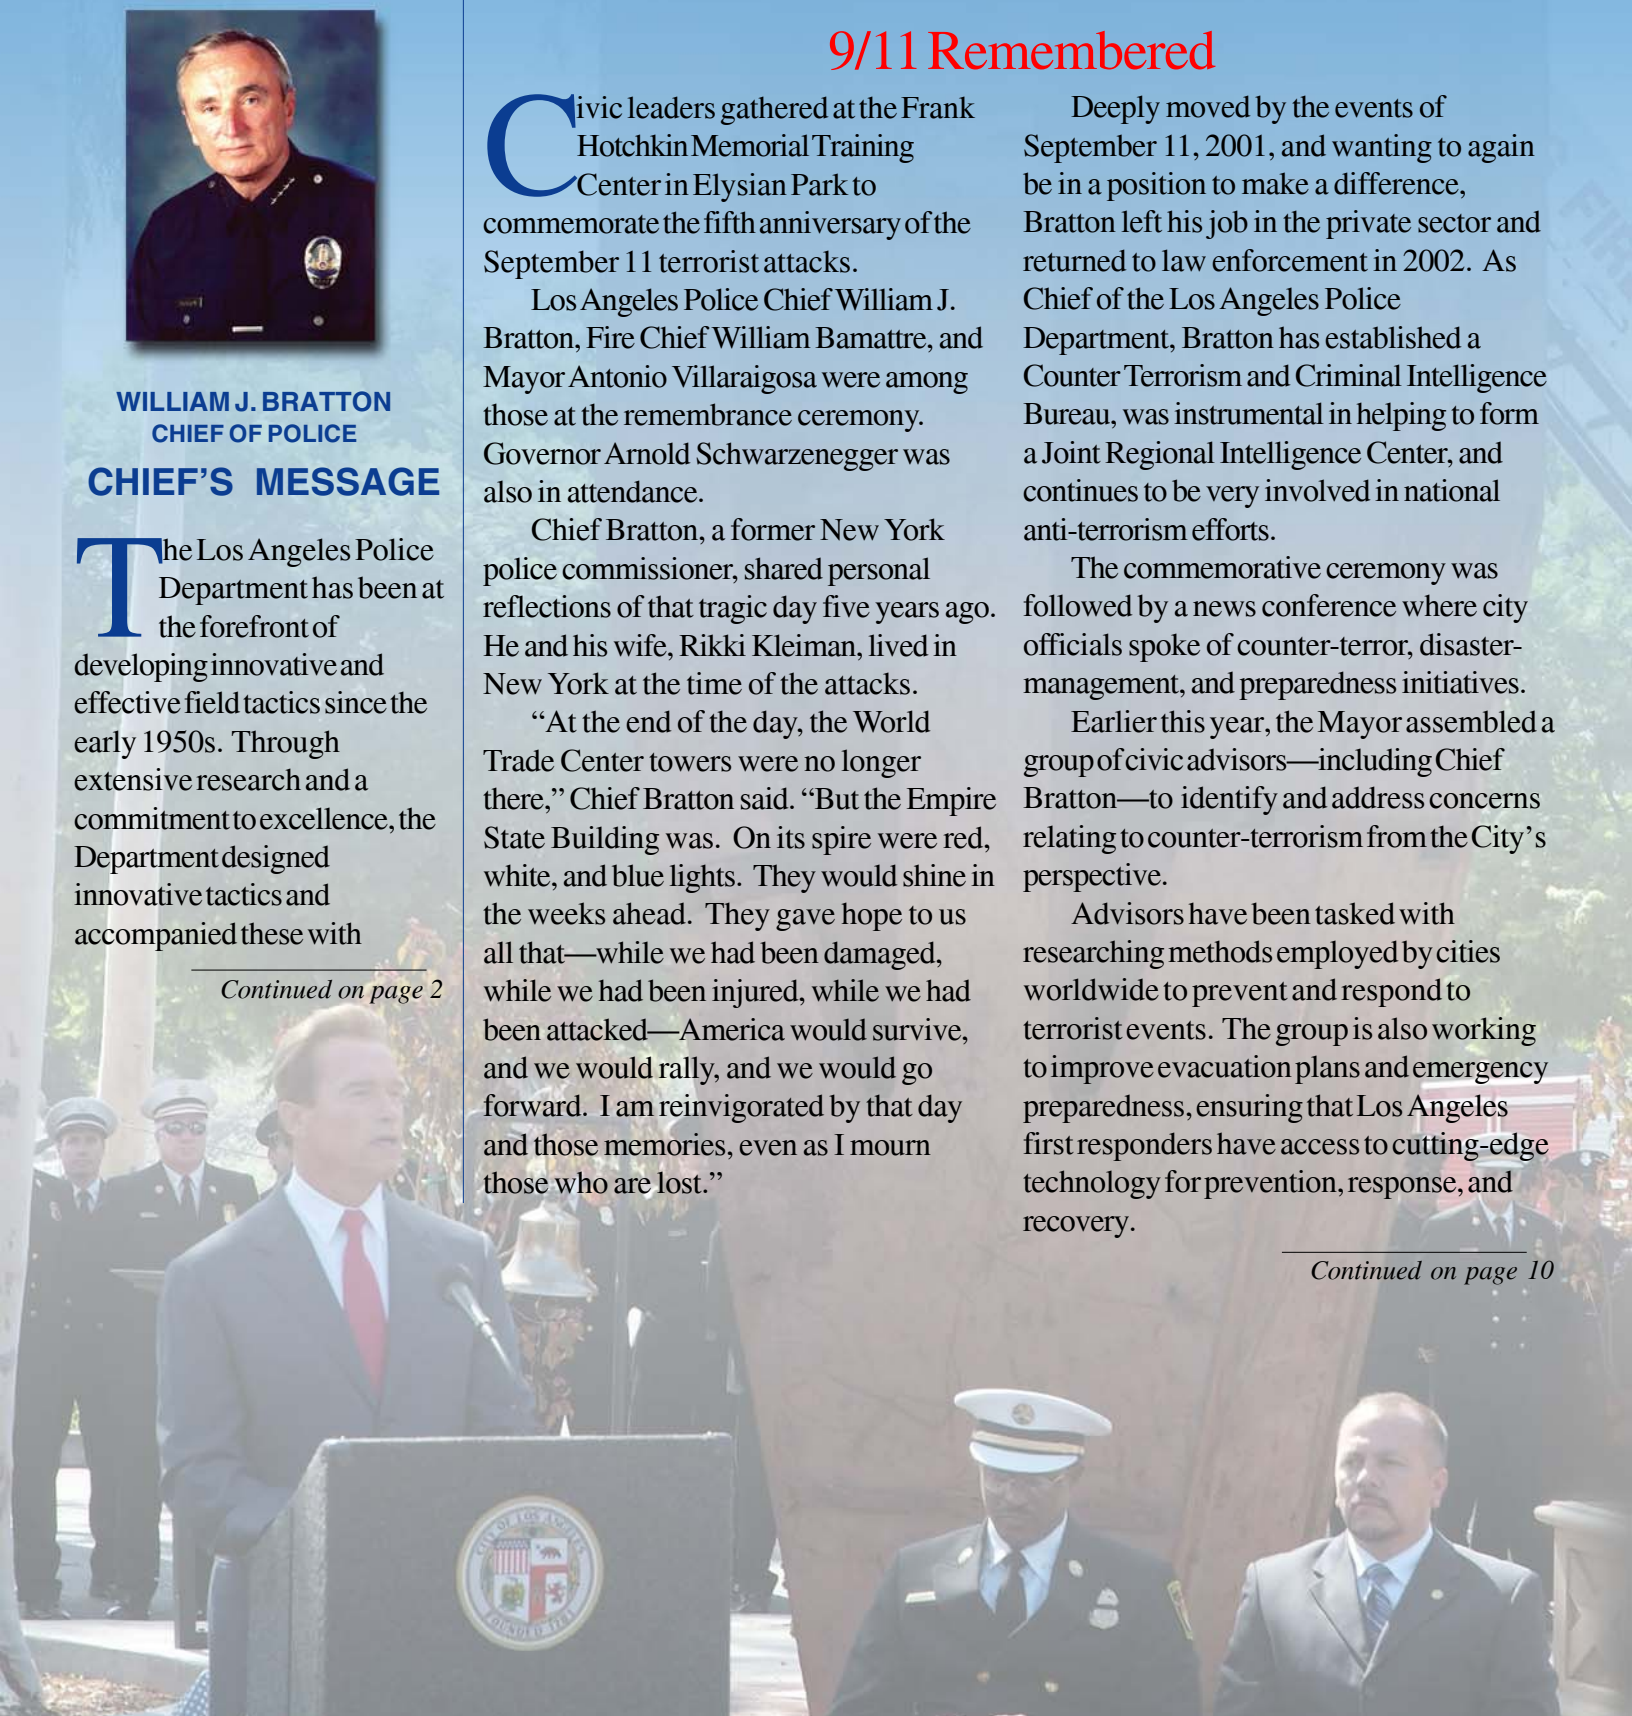 WILLIAM J. BRATTON
CHIEF OF POLICE
CHIEF'S MESSAGE
The Los Angeles Police
Department has been at
the forefront of
developing innovative and
effective field tactics since the
early 1950s. Through
extensive research and a
commitment to excellence, the
Department designed
innovative tactics and
accompanied these with
Continued on page 2
9/11 Remembered
Civic leaders gathered at the Frank
Hotchkin Memorial Training
Center in Elysian Park to
commemorate the fifth anniversary of the
September 11 terrorist attacks.
Los Angeles Police Chief William J.
Bratton, Fire Chief William Bamattre, and
Mayor Antonio Villaraigosa were among
those at the remembrance ceremony.
Governor Arnold Schwarzenegger was
also in attendance.
Chief Bratton, a former New York
police commissioner, shared personal
reflections of that tragic day five years ago.
He and his wife, Rikki Kleiman, lived in
New York at the time of the attacks.
“At the end of the day, the World
Trade Center towers were no longer
there,” Chief Bratton said. “But the Empire
State Building was. On its spire were red,
white, and blue lights. They would shine in
the weeks ahead. They gave hope to us
all that—while we had been damaged,
while we had been injured, while we had
been attacked—America would survive,
and we would rally, and we would go
forward. I am reinvigorated by that day
and those memories, even as I mourn
those who are lost.”
Deeply moved by the events of
September 11, 2001, and wanting to again
be in a position to make a difference,
Bratton left his job in the private sector and
returned to law enforcement in 2002. As
Chief of the Los Angeles Police
Department, Bratton has established a
Counter Terrorism and Criminal Intelligence
Bureau, was instrumental in helping to form
a Joint Regional Intelligence Center, and
continues to be very involved in national
anti-terrorism efforts.
The commemorative ceremony was
followed by a news conference where city
officials spoke of counter-terror, disaster-
management, and preparedness initiatives.
Earlier this year, the Mayor assembled a
group of civic advisors—including Chief
Bratton—to identify and address concerns
relating to counter-terrorism from the City's
perspective.
Advisors have been tasked with
researching methods employed by cities
worldwide to prevent and respond to
terrorist events. The group is also working
to improve evacuation plans and emergency
preparedness, ensuring that Los Angeles
first responders have access to cutting-edge
technology for prevention, response, and
recovery.
Continued on page 10
FIRE
CITY OF LOS ANGELES
FOUNDED 1781